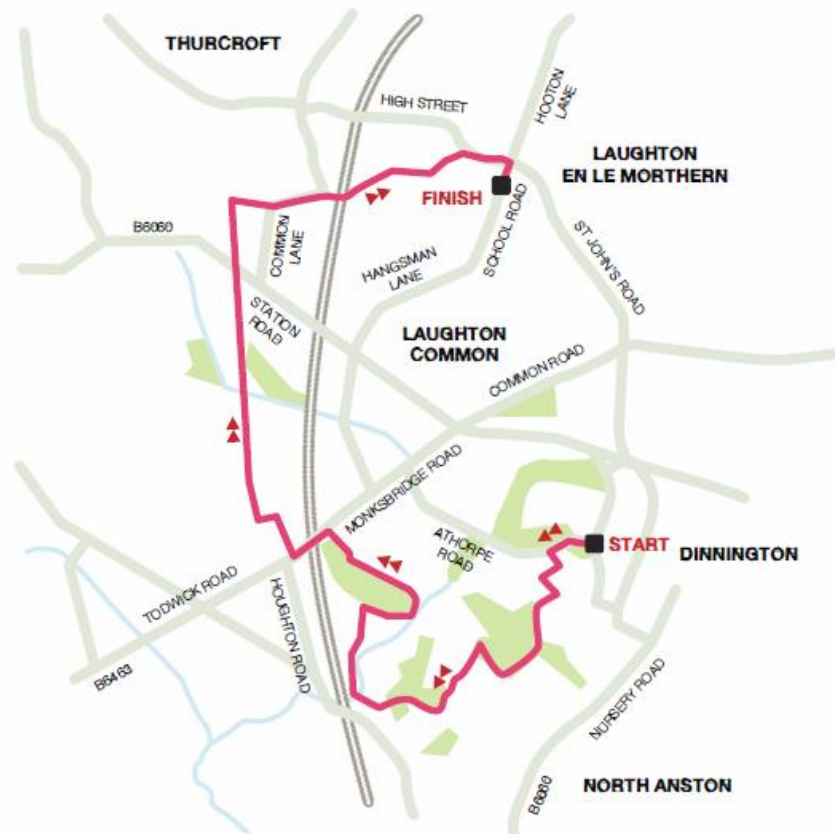 THURCROFT
HIGH STREET
HOOTON
LANE
LAUGHTON
EN LE MORTHERN
FINISH
SCHOOL ROAD
B6060
COMMON
LANE
HANGSMAN
LANE
ST JOHN'S ROAD
STATION
ROAD
LAUGHTON
COMMON
COMMON ROAD
MONKSBRIDGE ROAD
ATHORPE
ROAD
START
DINNINGTON
TODWICK ROAD
HOUGHTON ROAD
B6463
NURSERY ROAD
NORTH ANSTON
B6060